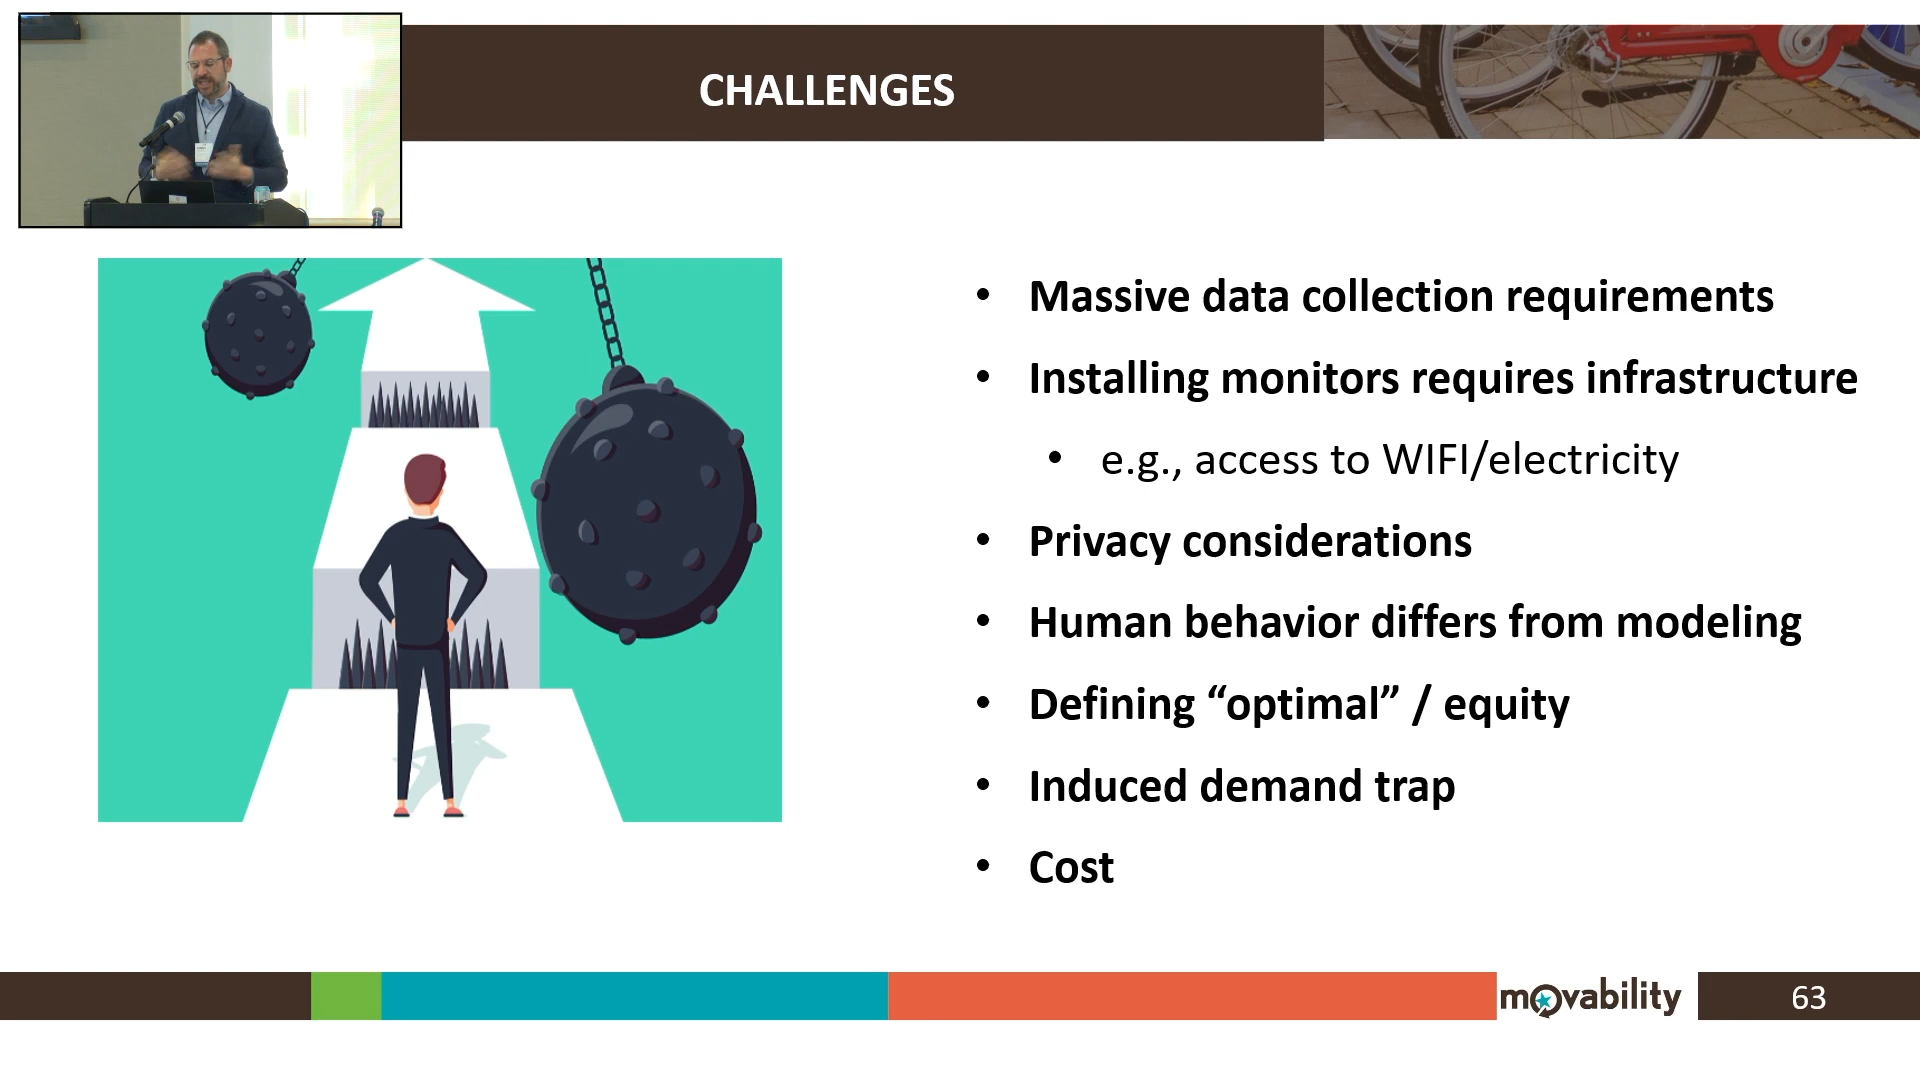 CHALLENGES
• Massive data collection requirements
• Installing monitors requires infrastructure
• e.g., access to WIFI/electricity
• Privacy considerations
• Human behavior differs from modeling
• Defining “optimal” / equity
• Induced demand trap
• Cost
movability
63